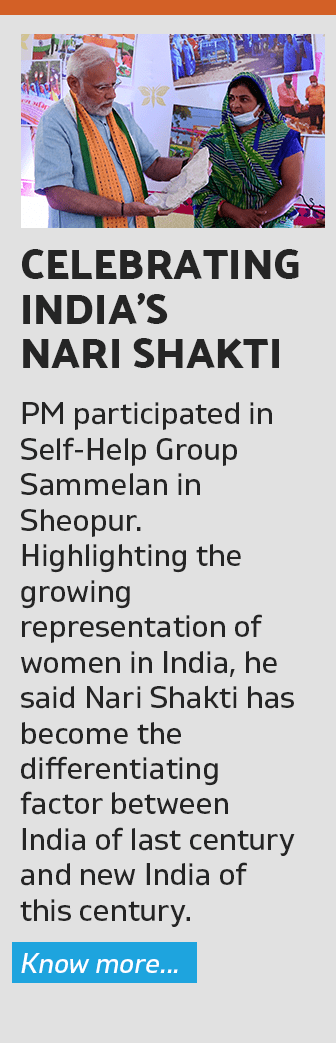 CELEBRATING
INDIA'S
NARI SHAKTI
PM participated in
Self-Help Group
Sammelan in
Sheopur.
Highlighting the
growing
representation of
women in India, he
said Nari Shakti has
become the
differentiating
factor between
India of last century
and new India of
this century.
Know more...